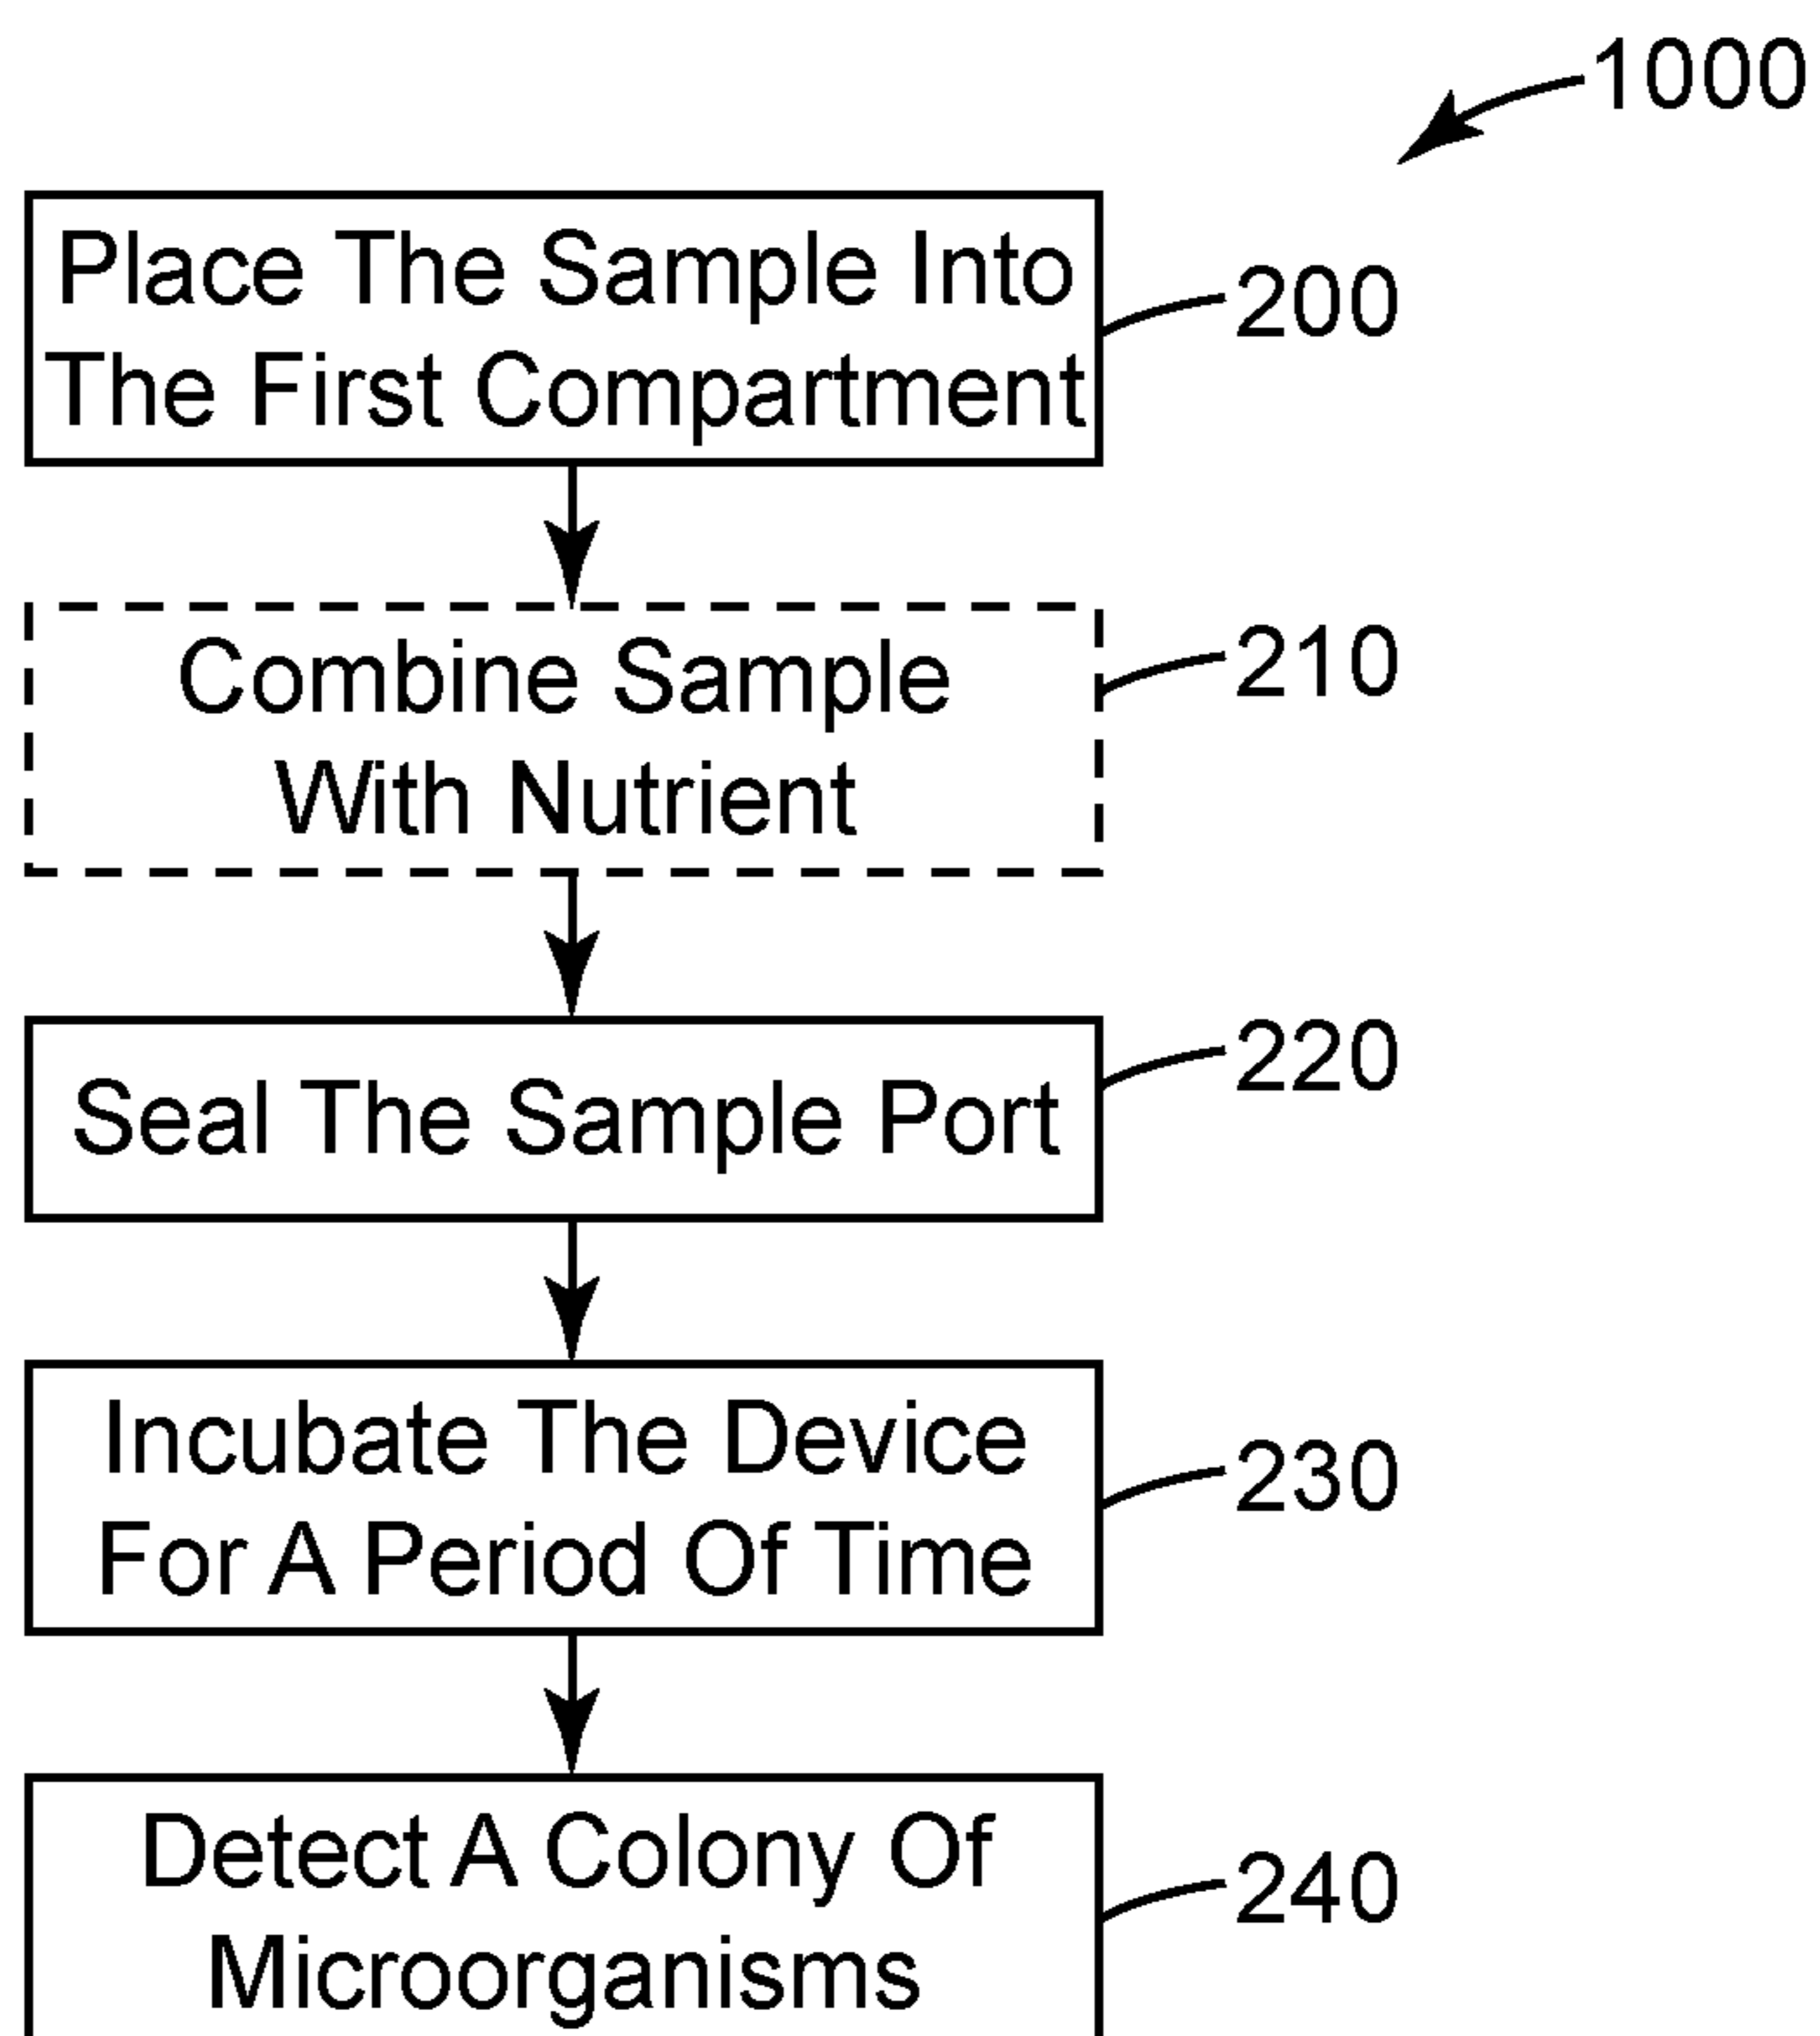 1000
Place The Sample Into
The First Compartment
200
Combine Sample
With Nutrient
210
Seal The Sample Port
220
Incubate The Device
For A Period Of Time
230
Detect A Colony Of
Microorganisms
240